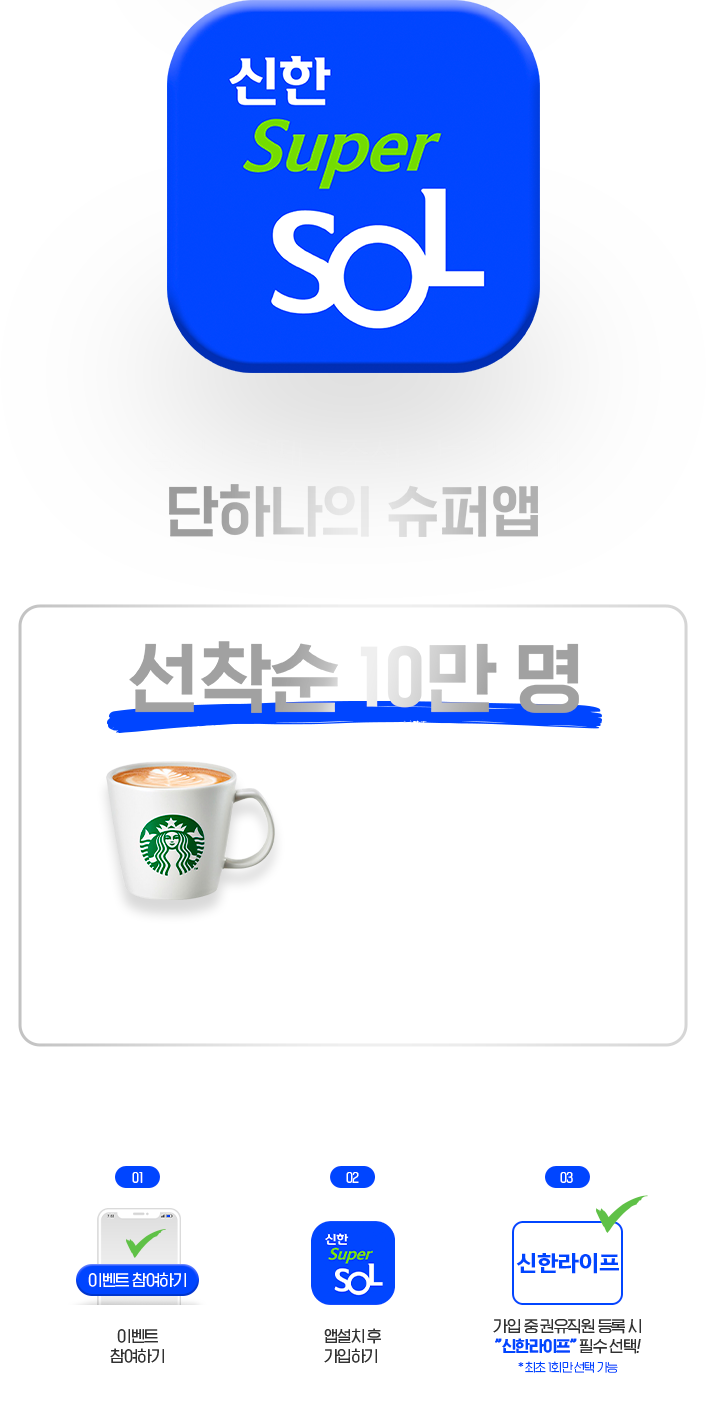 신한
Super
SOL
단하나의 슈퍼앱
선착순 10만 명
01
02
03
이벤트 참여하기
신한
Super
SOL
신한라이프
이벤트
참여하기
앱설치 후
가입하기
가입 중 권유직원 등록 시
"신한라이프" 필수 선택!
* 최초 1회만 선택 가능